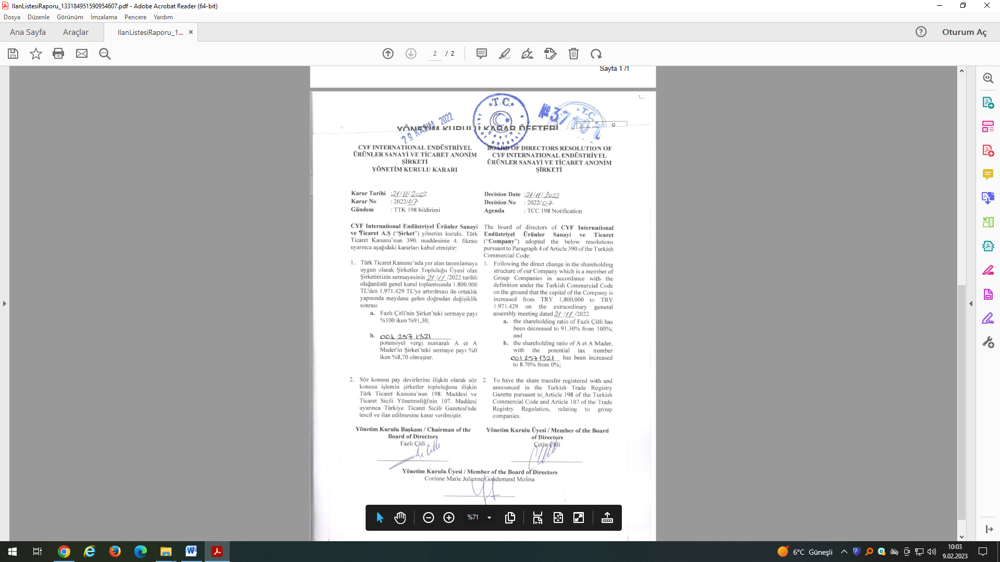 IlanListesiRaporu_133184951590954607.pdf - Adobe Acrobat Reader (64-bit)
Dosya Düzenle Görünüm İmzalama Pencere Yardım
Ana Sayfa Araçlar IlanListesiRaporu_1... Oturum Aç
2 / 2
Sayfa 1 /1
T.C.
29 KASIM 2022
YÖNETİM KURULU KARAR DEFTERİ
CYF INTERNATIONAL ENDÜSTRİYEL
ÜRÜNLER SANAYİ VE TİCARET ANONİM
ŞİRKETİ
YÖNETİM KURULU KARARI
BOARD OF DIRECTORS RESOLUTION OF
CYF INTERNATIONAL ENDÜSTRİYEL
ÜRÜNLER SANAYİ VE TİCARET ANONİM
ŞİRKETİ
Karar Tarihi : 21/11/2022
Karar No : 2022/07
Gündem : TTK 198 bildirimi
Decision Date : 21/11/2022
Decision No : 2022/07
Agenda : TCC 198 Notification
CYF International Endüstriyel Ürünler Sanayi
ve Ticaret A.Ş (“Şirket”) yönetim kurulu, Türk
Ticaret Kanunu’nun 390. maddesinin 4. fıkrası
uyarınca aşağıdaki kararları kabul etmiştir:
1. Türk Ticaret Kanunu’nda yer alan tanımlamaya
uygun olarak Şirketler Topluluğu Üyesi olan
Şirketimizin sermayesinin 21/11/2022 tarihli
olağanüstü genel kurul toplantısında 1.800.000
TL'den 1.971.429 TL'ye artırılması ile ortaklık
yapısında meydana gelen doğrudan değişiklik
sonrası
a. Fazlı Çitli'nin Şirket’teki sermaye payı
%100 iken %91,30;
b. 001 257 1321
potansiyel vergi numaralı A et A
Mader'in Şirket’teki sermaye payı %0
iken %8,70 olmuştur.
2. Söz konusu pay devirlerine ilişkin olarak söz
konusu işlemin şirketler topluluğuna ilişkin
Türk Ticaret Kanunu’nun 198. Maddesi ve
Ticaret Sicili Yönetmeliği'nin 107. Maddesi
uyarınca Türkiye Ticaret Sicili Gazetesi'nde
tescil ve ilan edilmesine karar verilmiştir.
The board of directors of CYF International
Endüstriyel Ürünler Sanayi ve Ticaret
(“Company”) adopted the below resolutions
pursuant to Paragraph 4 of Article 390 of the Turkish
Commercial Code:
1. Following the direct change in the shareholding
structure of our Company which is a member of
Group Companies in accordance with the
definition under the Turkish Commercial Code
on the ground that the capital of the Company is
increased from TRY 1,800,000 to TRY
1.971.429 on the extraordinary general
assembly meeting dated 21/11/2022
a. the shareholding ratio of Fazlı Çitli has
been decreased to 91.30% from 100%;
and
b. the shareholding ratio of A et A Mader,
with the potential tax number
001 257 1321 has been increased
to 8.70% from 0%;
2. To have the share transfer registered with and
announced in the Turkish Trade Registry
Gazette pursuant to Article 198 of the Turkish
Commercial Code and Article 107 of the Trade
Registry Regulation, relating to group
companies.
Yönetim Kurulu Başkanı / Chairman of the
Board of Directors
Fazlı Çitli
Yönetim Kurulu Üyesi / Member of the Board
of Directors
Çetin Çitli
Yönetim Kurulu Üyesi / Member of the Board of Directors
Corinne Marie Julienne Goudemand Molina
%71
6°C Güneşli
10:03
9.02.2023